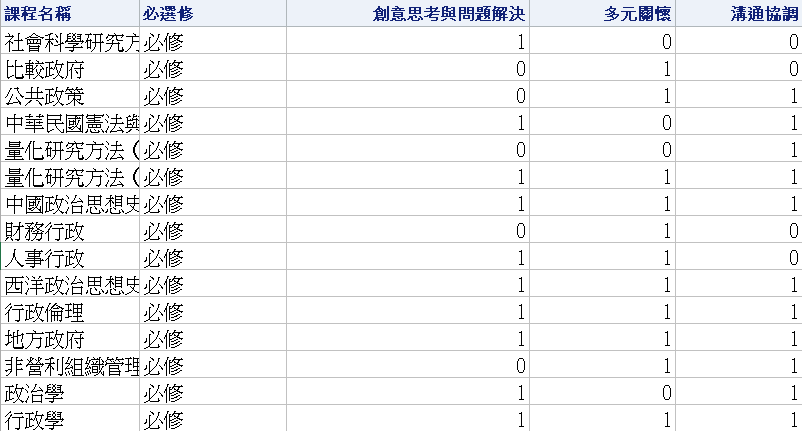 課程名稱 必選修 創意思考與問題解決 多元關懷 溝通協調
社會科學研究方 必修 1 0 0
比較政府 必修 0 1 0
公共政策 必修 0 1 1
中華民國憲法與 必修 1 0 1
量化研究方法 ( 必修 0 0 1
量化研究方法 ( 必修 1 1 1
中國政治思想史 必修 1 1 1
財務行政 必修 0 1 0
人事行政 必修 1 1 0
西洋政治思想史 必修 1 1 1
行政倫理 必修 1 1 1
地方政府 必修 1 1 1
非營利組織管理 必修 0 1 1
政治學 必修 1 0 1
行政學 必修 1 1 1